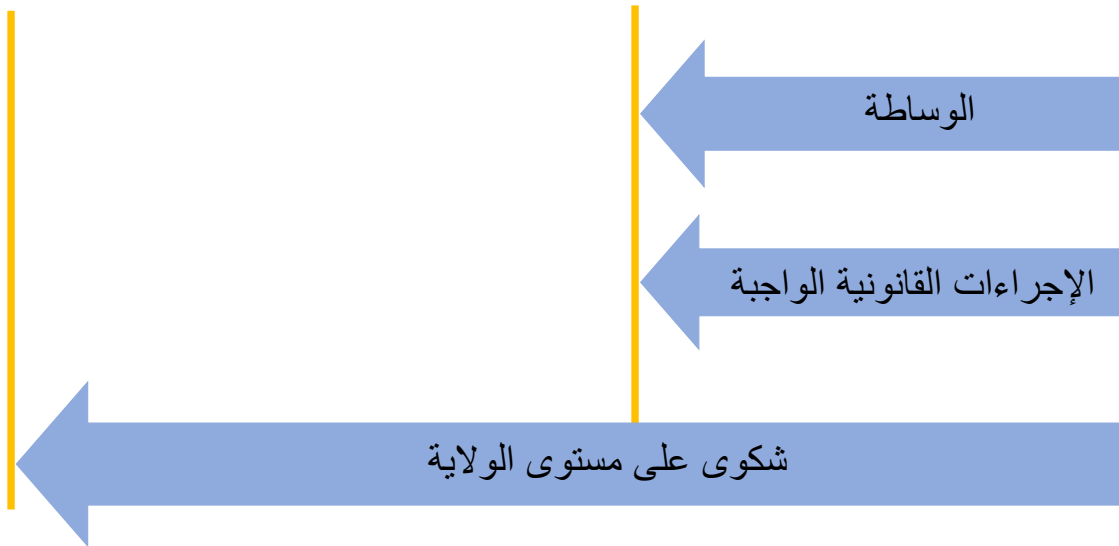 الوساطة
الإجراءات القانونية الواجبة
شكوى على مستوى الولاية